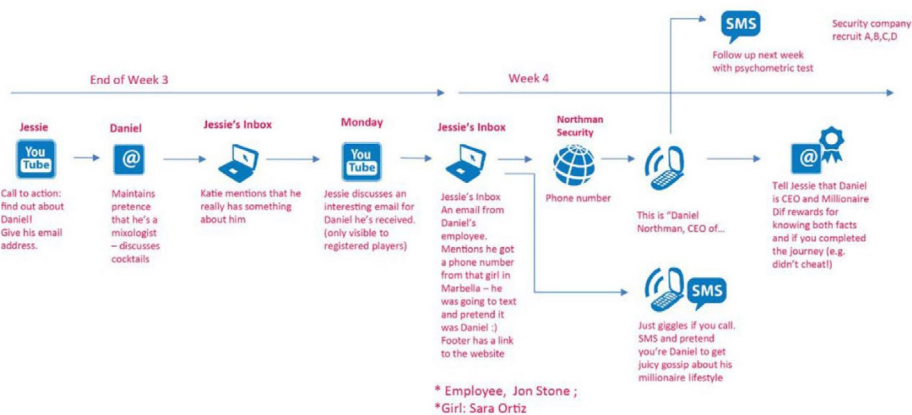 SMS
Security company
recruit A,B,C,D
Follow up next week
with psychometric test
End of Week 3
Week 4
Jessie
You
Tube
Call to action:
find out about
Daniel!
Give his email
address.
Daniel
@
Maintains
pretence
that he's a
mixologist
– discusses
cocktails
Jessie's Inbox
Katie mentions that he
really has something
about him
Monday
You
Tube
Jessie discusses an
interesting email for
Daniel he's received.
(only visible to
registered players)
Jessie's Inbox
Jessie's Inbox
An email from
Daniel's
employee.
Mentions he got
a phone number
from that girl in
Marbella – he
was going to text
and pretend it
was Daniel :)
Footer has a link
to the website
Northman
Security
Phone number
This is "Daniel
Northman, CEO of...
@
Tell Jessie that Daniel
is CEO and Millionaire
Dif rewards for
knowing both facts
and if you completed
the journey (e.g.
didn't cheat!)
SMS
Just giggles if you call.
SMS and pretend
you're Daniel to get
juicy gossip about his
millionaire lifestyle
* Employee, Jon Stone ;
*Girl: Sara Ortiz